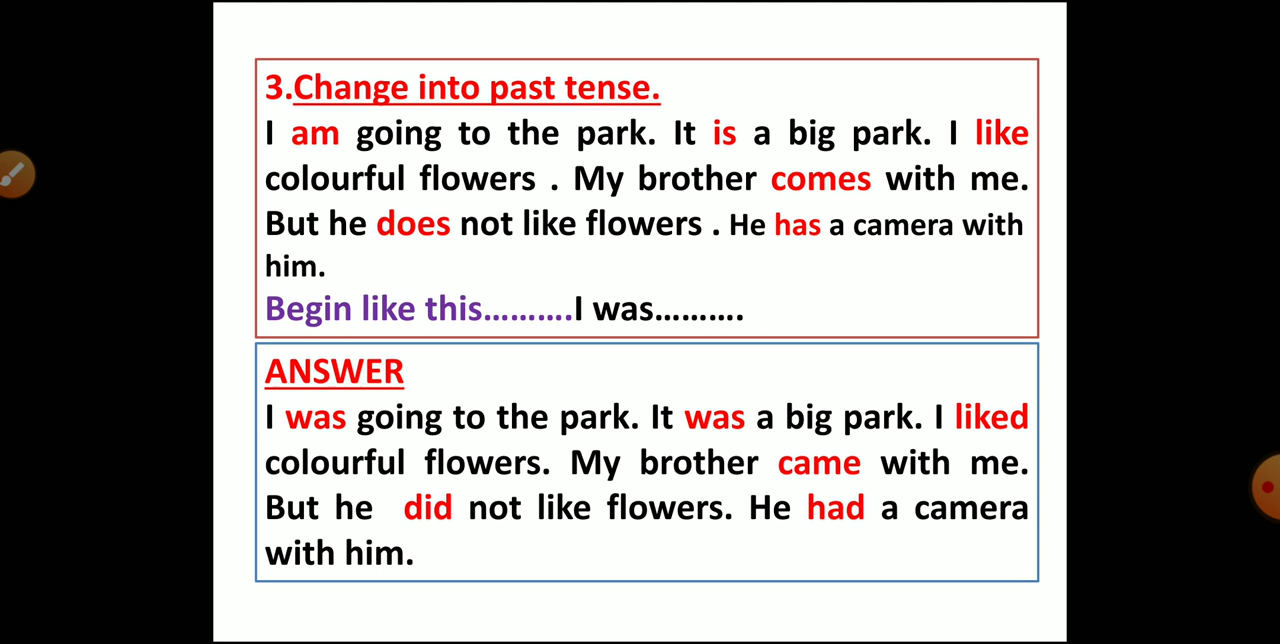 3.Change into past tense.
I am going to the park. It is a big park. I like
colourful flowers . My brother comes with me.
But he does not like flowers . He has a camera with
him.
Begin like this……….I was……….
ANSWER
I was going to the park. It was a big park. I liked
colourful flowers. My brother came with me.
But he did not like flowers. He had a camera
with him.